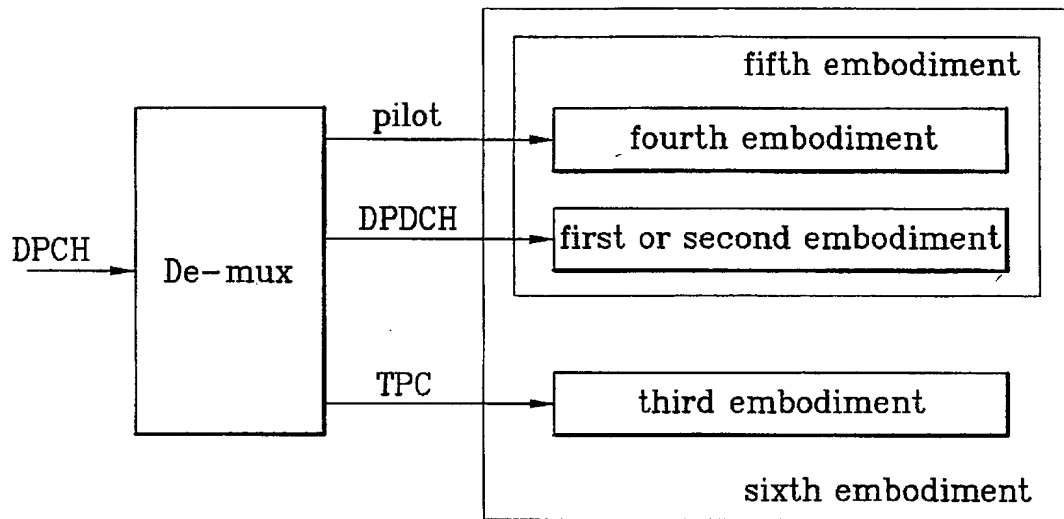 fifth embodiment
pilot
fourth embodiment
DPDCH
first or second embodiment
DPCH
De-mux
TPC
third embodiment
sixth embodiment